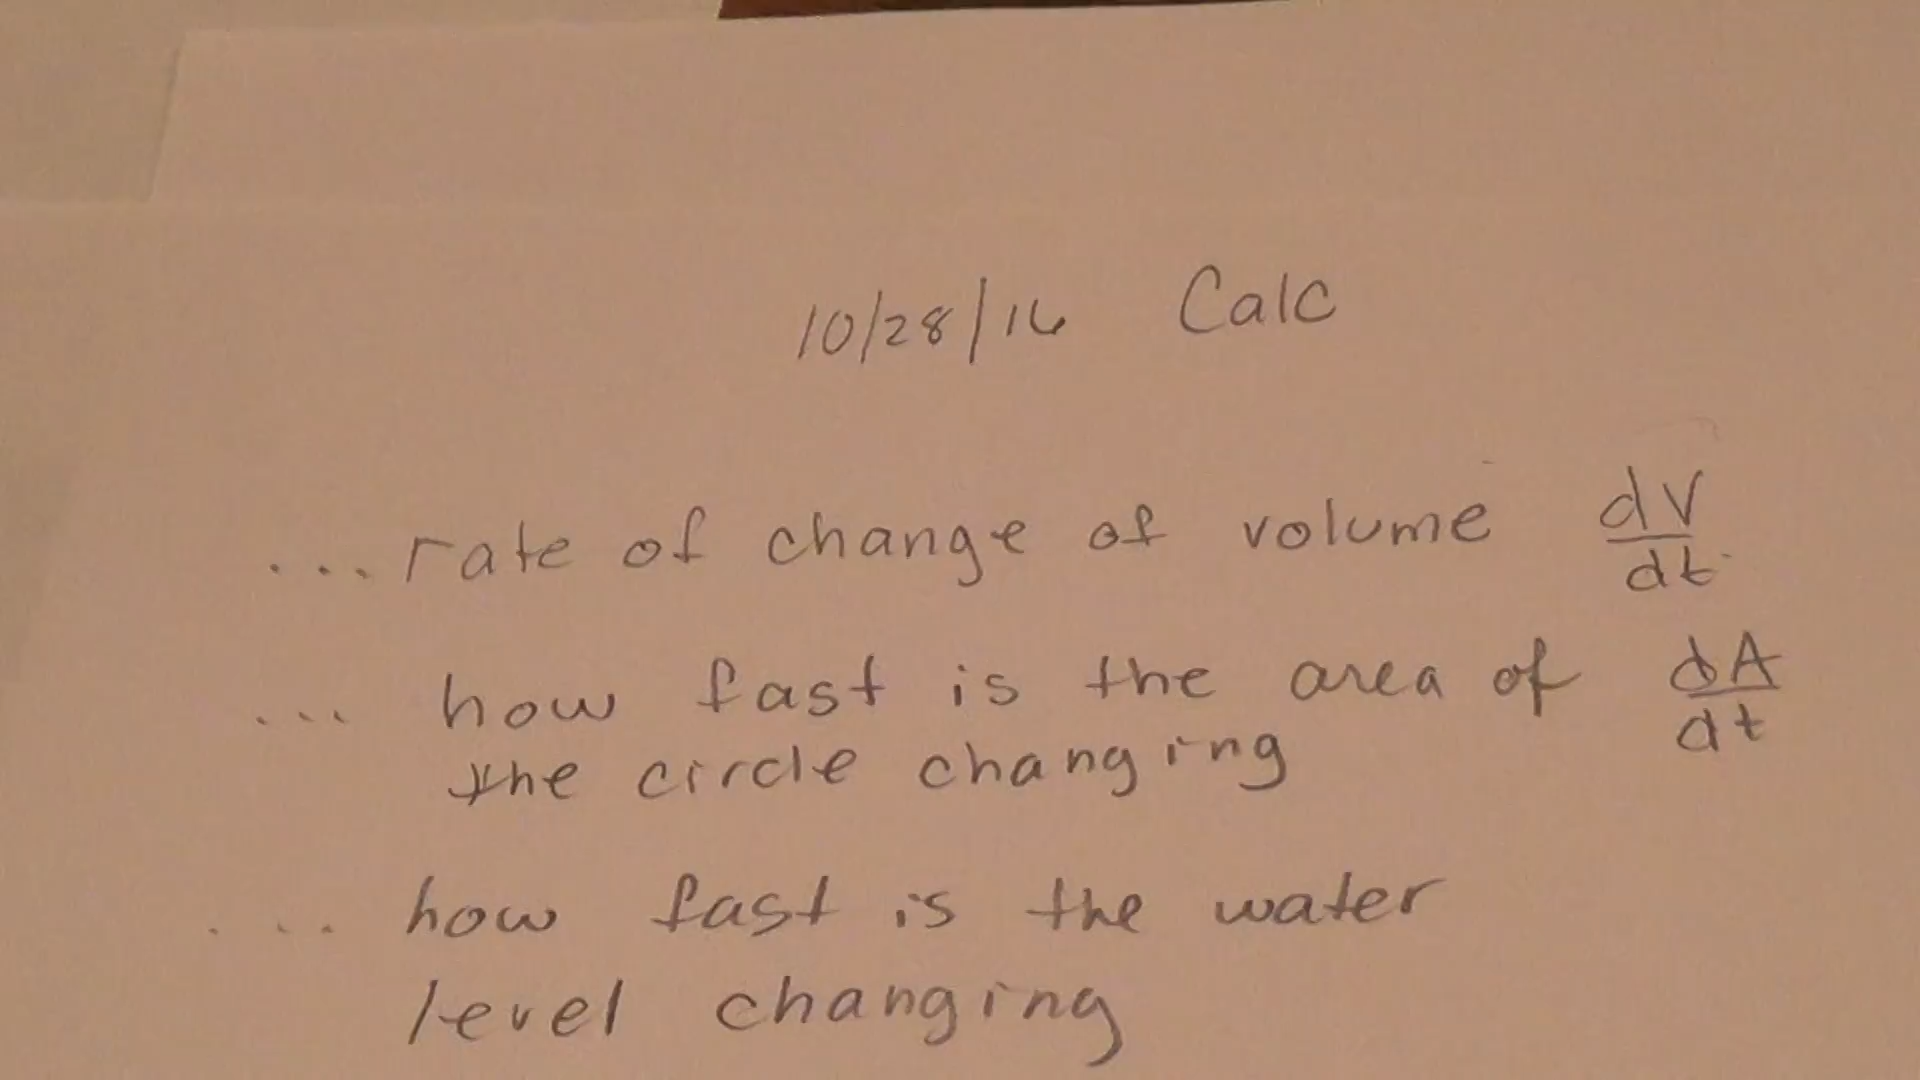 10/28/16 Calc
... rate of change of volume dV/dt
... how fast is the area of dA/dt
the circle changing
.... how fast is the water
level changing